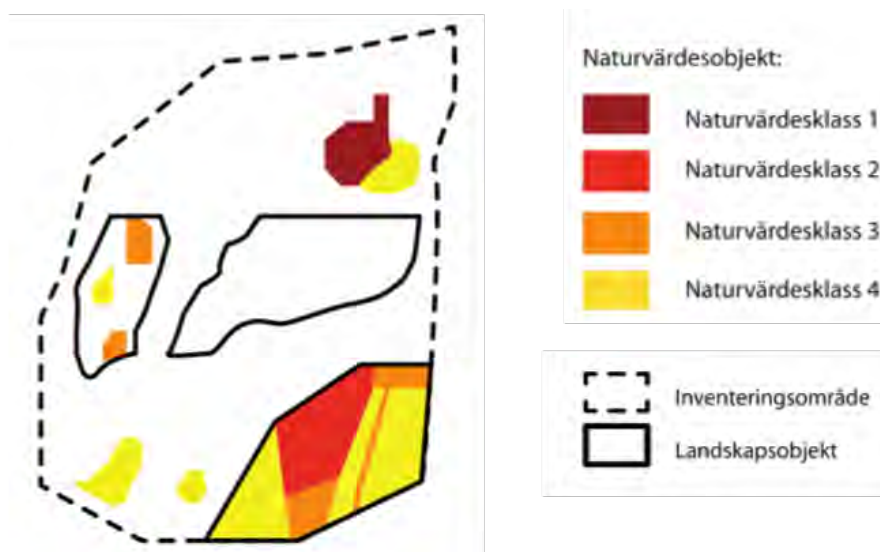 Naturvärdesobjekt:
Naturvärdesklass 1
Naturvärdesklass 2
Naturvärdesklass 3
Naturvärdesklass 4
Inventeringsområde
Landskapsobjekt